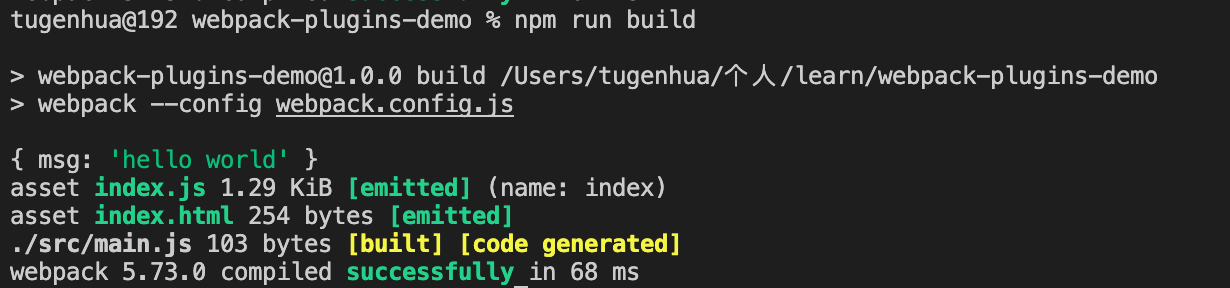 tugenhua@192 webpack-plugins-demo % npm run build
> webpack-plugins-demo@1.0.0 build /Users/tugenhua/个人/learn/webpack-plugins-demo
> webpack --config webpack.config.js
{ msg: 'hello world' }
asset index.js 1.29 KiB [emitted] (name: index)
asset index.html 254 bytes [emitted]
./src/main.js 103 bytes [built] [code generated]
webpack 5.73.0 compiled successfully in 68 ms